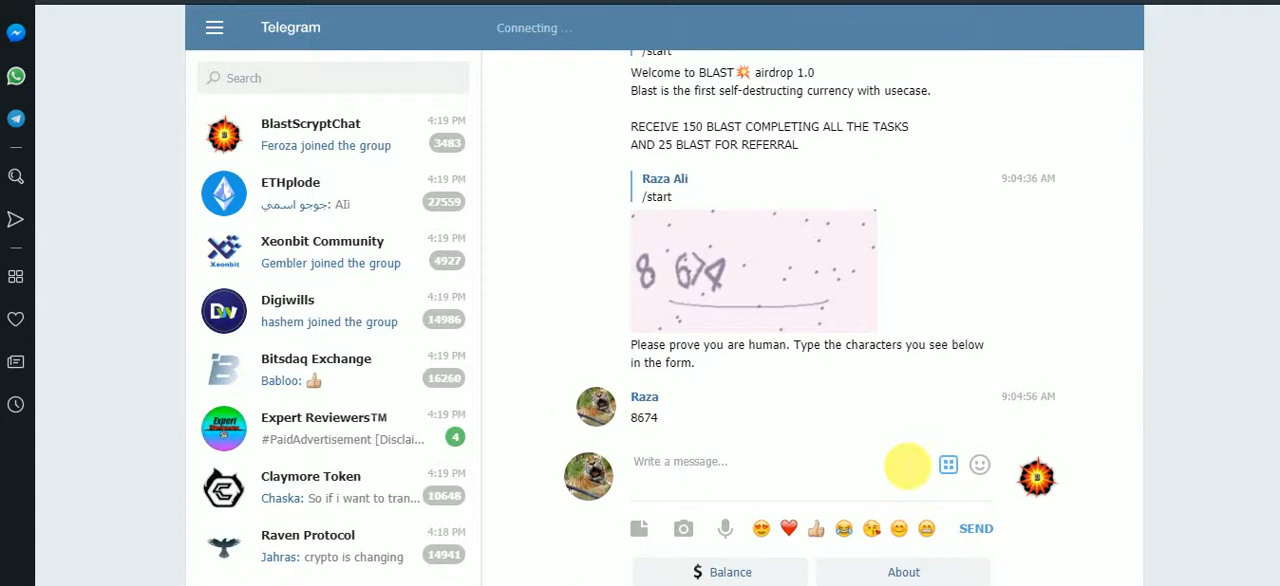 Telegram
Connecting ...
Search
BlastScryptChat
4:19 PM
Feroza joined the group
3483
ETHplode
4:19 PM
جوجو اسمي: AIi
27559
Xeonbit Community
4:19 PM
Gembler joined the group
4927
Xeonbit
Digiwills
4:19 PM
hashem joined the group
14986
DW
Bitsdaq Exchange
4:19 PM
Babloo: 👍🏼
16260
Expert Reviewers™
4:19 PM
#PaidAdvertisement [Disclai...
4
Claymore Token
4:19 PM
Chaska: So if i want to tran...
10648
Raven Protocol
4:18 PM
Jahras: crypto is changing
14941
/start
Welcome to BLAST💥 airdrop 1.0
Blast is the first self-destructing currency with usecase.
RECEIVE 150 BLAST COMPLETING ALL THE TASKS
AND 25 BLAST FOR REFERRAL
Raza Ali
9:04:36 AM
/start
8 674
Please prove you are human. Type the characters you see below
in the form.
Raza
9:04:56 AM
8674
Write a message...
SEND
$ Balance
About